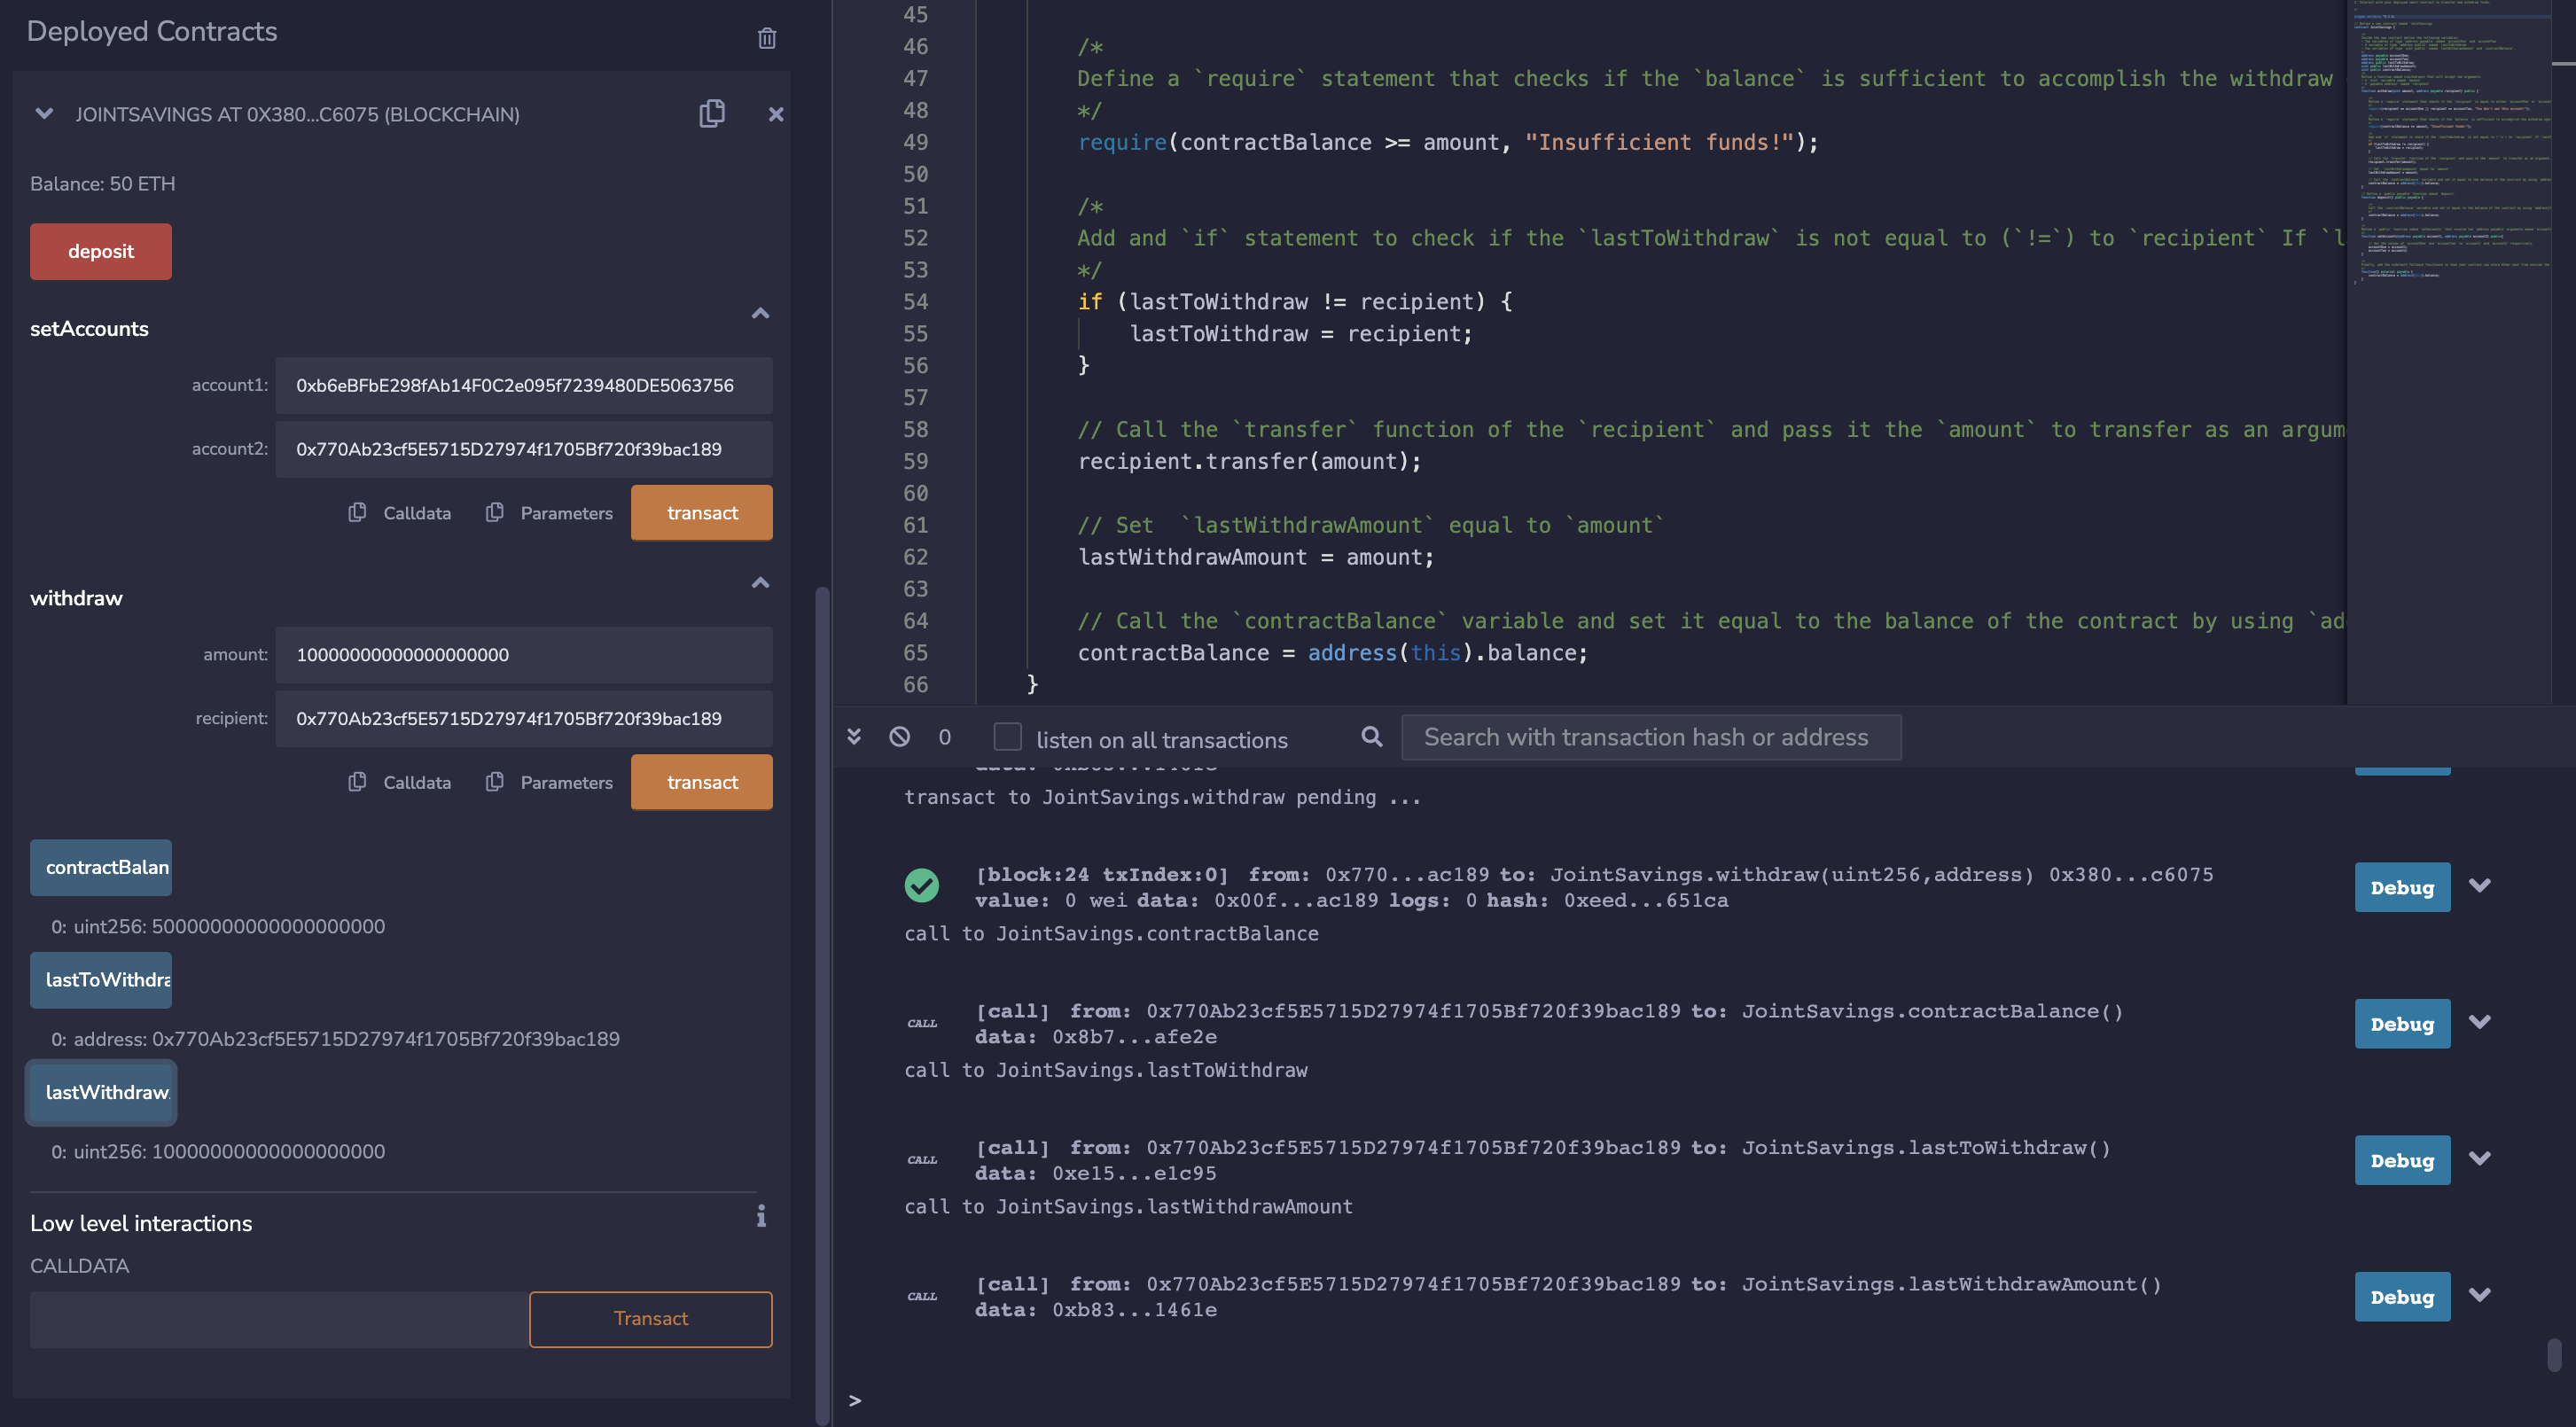 Deployed Contracts
JOINTSAVINGS AT 0X380...C6075 (BLOCKCHAIN)
Balance: 50 ETH
deposit
setAccounts
account1: 0xb6eBFbE298fAb14F0C2e095f7239480DE5063756
account2: 0x770Ab23cf5E5715D27974f1705Bf720f39bac189
Calldata Parameters transact
withdraw
amount: 10000000000000000000
recipient: 0x770Ab23cf5E5715D27974f1705Bf720f39bac189
Calldata Parameters transact
contractBalan
0: uint256: 50000000000000000000
lastToWithdra
0: address: 0x770Ab23cf5E5715D27974f1705Bf720f39bac189
lastWithdraw
0: uint256: 10000000000000000000
Low level interactions
CALLDATA
Transact
45
46 /*
47 Define a `require` statement that checks if the `balance` is sufficient to accomplish the withdraw
48 */
49 require(contractBalance >= amount, "Insufficient funds!");
50
51 /*
52 Add and `if` statement to check if the `lastToWithdraw` is not equal to (`!=`) to `recipient` If `l
53 */
54 if (lastToWithdraw != recipient) {
55 lastToWithdraw = recipient;
56 }
57
58 // Call the `transfer` function of the `recipient` and pass it the `amount` to transfer as an argum
59 recipient.transfer(amount);
60
61 // Set  `lastWithdrawAmount` equal to `amount`
62 lastWithdrawAmount = amount;
63
64 // Call the `contractBalance` variable and set it equal to the balance of the contract by using `ad
65 contractBalance = address(this).balance;
66 }
0 listen on all transactions Search with transaction hash or address
transact to JointSavings.withdraw pending ...
[block:24 txIndex:0] from: 0x770...ac189 to: JointSavings.withdraw(uint256,address) 0x380...c6075
value: 0 wei data: 0x00f...ac189 logs: 0 hash: 0xeed...651ca
Debug
call to JointSavings.contractBalance
CALL [call] from: 0x770Ab23cf5E5715D27974f1705Bf720f39bac189 to: JointSavings.contractBalance()
data: 0x8b7...afe2e
Debug
call to JointSavings.lastToWithdraw
CALL [call] from: 0x770Ab23cf5E5715D27974f1705Bf720f39bac189 to: JointSavings.lastToWithdraw()
data: 0xe15...e1c95
Debug
call to JointSavings.lastWithdrawAmount
CALL [call] from: 0x770Ab23cf5E5715D27974f1705Bf720f39bac189 to: JointSavings.lastWithdrawAmount()
data: 0xb83...1461e
Debug
>